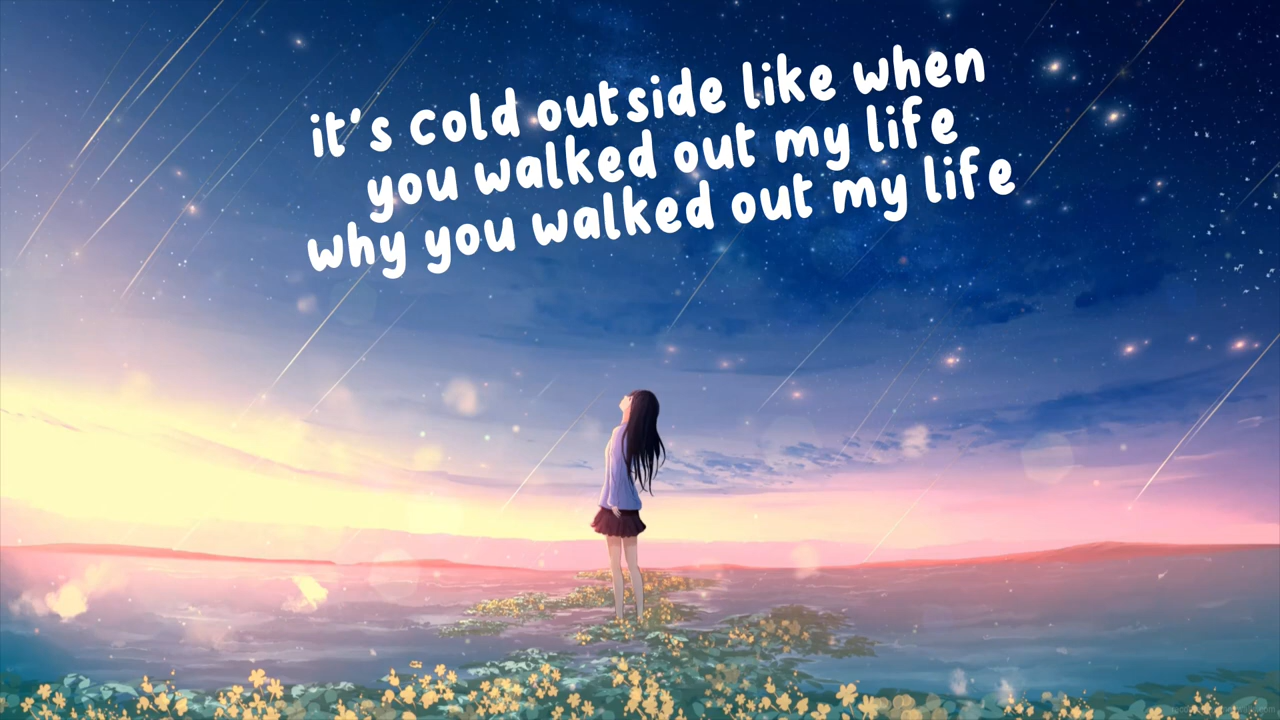 it's cold outside like when
you walked out my life
why you walked out my life